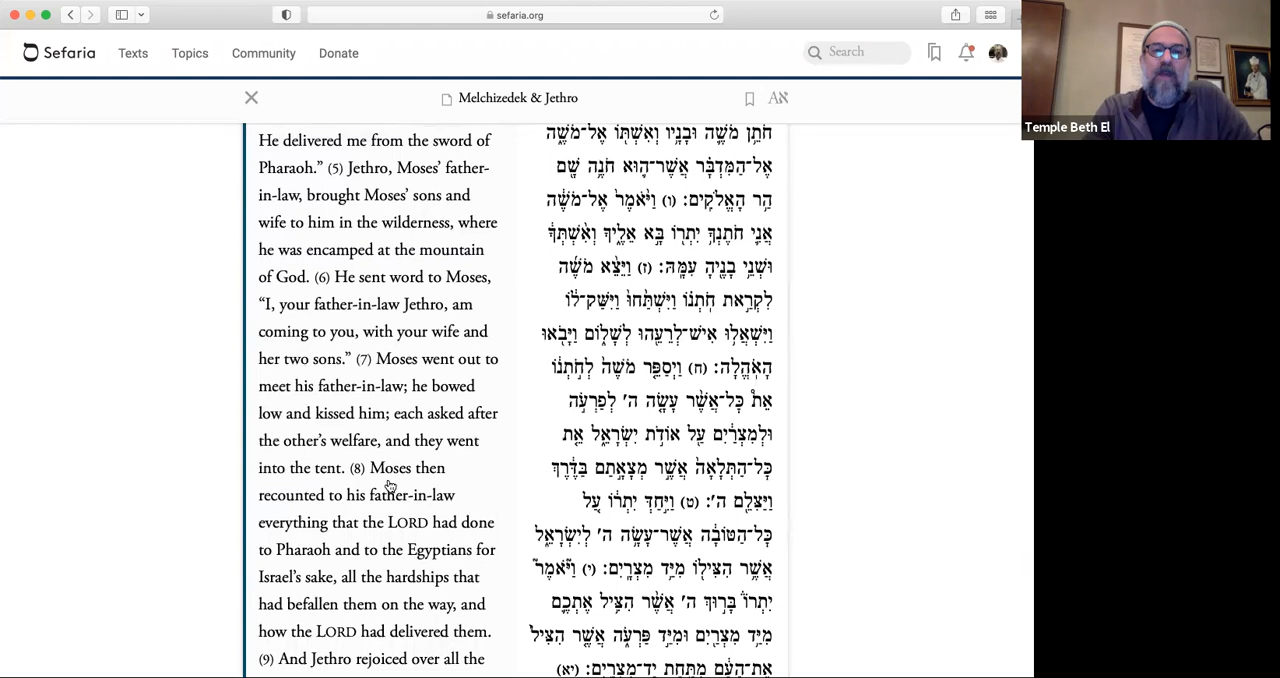 sefaria.org
Sefaria
Texts
Topics
Community
Donate
Search
Melchizedek & Jethro
Temple Beth El
He delivered me from the sword of
Pharaoh.” (5) Jethro, Moses’ father-
in-law, brought Moses’ sons and
wife to him in the wilderness, where
he was encamped at the mountain
of God. (6) He sent word to Moses,
“I, your father-in-law Jethro, am
coming to you, with your wife and
her two sons.” (7) Moses went out to
meet his father-in-law; he bowed
low and kissed him; each asked after
the other’s welfare, and they went
into the tent. (8) Moses then
recounted to his father-in-law
everything that the LORD had done
to Pharaoh and to the Egyptians for
Israel’s sake, all the hardships that
had befallen them on the way, and
how the LORD had delivered them.
(9) And Jethro rejoiced over all the
חֹתֵ֥ן מֹשֶׁ֛ה וּבָנָ֥יו וְאִשְׁתּ֖וֹ אֶל־מֹשֶׁ֑ה
אֶל־הַמִּדְבָּ֗ר אֲשֶׁר־ה֛וּא חֹנֶ֥ה שָׁ֖ם
הַ֥ר הָאֱלֹקִֽים׃ (ו) וַיֹּ֙אמֶר֙ אֶל־מֹשֶׁ֔ה
אֲנִ֛י חֹתֶנְךָ֥ יִתְר֖וֹ בָּ֣א אֵלֶ֑יךָ וְאִ֨שְׁתְּךָ֔
וּשְׁנֵ֥י בָנֶ֖יהָ עִמָּֽהּ׃ (ז) וַיֵּצֵ֨א מֹשֶׁ֜ה
לִקְרַ֣את חֹֽתְנ֗וֹ וַיִּשְׁתַּ֙חוּ֙ וַיִּשַּׁק־ל֔וֹ
וַיִּשְׁאֲל֥וּ אִישׁ־לְרֵעֵ֖הוּ לְשָׁל֑וֹם וַיָּבֹ֖אוּ
הָאֹֽהֱלָה׃ (ח) וַיְסַפֵּ֤ר מֹשֶׁה֙ לְחֹ֣תְנ֔וֹ
אֵת֩ כָּל־אֲשֶׁ֨ר עָשָׂ֤ה ה' לְפַרְעֹ֣ה
וּלְמִצְרַ֔יִם עַ֖ל אוֹדֹ֣ת יִשְׂרָאֵ֑ל אֵ֤ת
כָּל־הַתְּלָאָה֙ אֲשֶׁ֣ר מְצָאָ֣תַם בַּדֶּ֔רֶךְ
וַיַּצִּלֵ֖ם ה'׃ (ט) וַיִּ֣חַדְּ יִתְר֔וֹ עַ֚ל
כָּל־הַטּוֹבָ֔ה אֲשֶׁר־עָשָׂ֥ה ה' לְיִשְׂרָאֵ֑ל
אֲשֶׁ֥ר הִצִּיל֖וֹ מִיַּ֥ד מִצְרָֽיִם׃ (י) וַיֹּאמֶר֮
יִתְרוֹ֒ בָּר֣וּךְ ה' אֲשֶׁ֨ר הִצִּ֥יל אֶתְכֶ֛ם
מִיַּ֥ד מִצְרַ֖יִם וּמִיַּ֣ד פַּרְעֹ֑ה אֲשֶׁ֤ר הִצִּיל֙
אֶת־הָעָ֔ם מִתַּ֖חַת יַד־מִצְרָֽיִם׃ (יא)